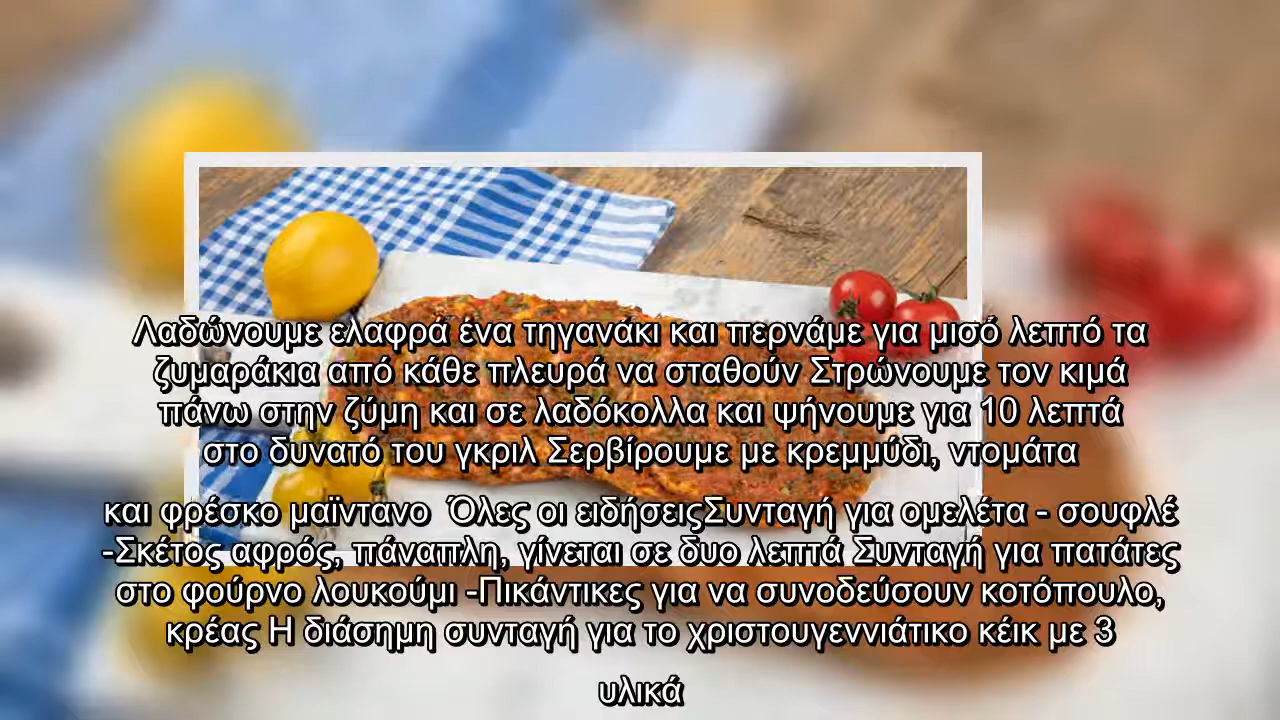 Λαδώνουμε ελαφρά ένα τηγανάκι και περνάμε για μισό λεπτό τα
ζυμαράκια από κάθε πλευρά να σταθούν Στρώνουμε τον κιμά
πάνω στην ζύμη και σε λαδόκολλα και ψήνουμε για 10 λεπτά
στο δυνατό του γκριλ Σερβίρουμε με κρεμμύδι, ντομάτα
και φρέσκο μαϊντανο  Όλες οι ειδήσειςΣυνταγή για ομελέτα - σουφλέ
-Σκέτος αφρός, πάναπλη, γίνεται σε δυο λεπτά Συνταγή για πατάτες
στο φούρνο λουκούμι -Πικάντικες για να συνοδεύσουν κοτόπουλο,
κρέας Η διάσημη συνταγή για το χριστουγεννιάτικο κέικ με 3
υλικά